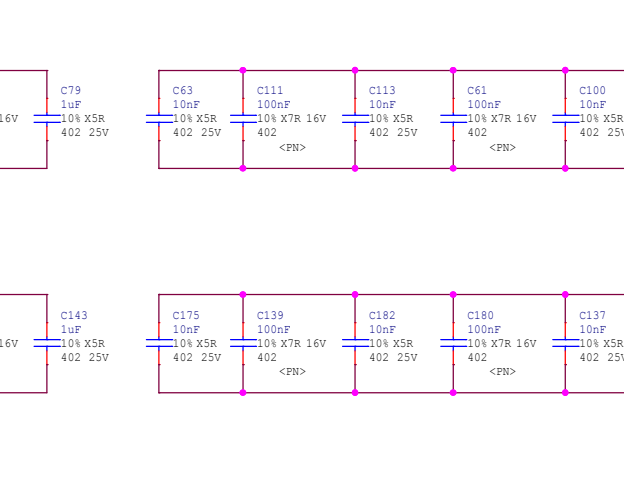 C79
1uF
16V 10% X5R
402 25V
C63
10nF
10% X5R
402 25V
C111
100nF
10% X7R 16V
402
<PN>
C113
10nF
10% X5R
402 25V
C61
100nF
10% X7R 16V
402
<PN>
C100
10nF
10% X5R
402 25V
C143
1uF
16V 10% X5R
402 25V
C175
10nF
10% X5R
402 25V
C139
100nF
10% X7R 16V
402
<PN>
C182
10nF
10% X5R
402 25V
C180
100nF
10% X7R 16V
402
<PN>
C137
10nF
10% X5R
402 25V